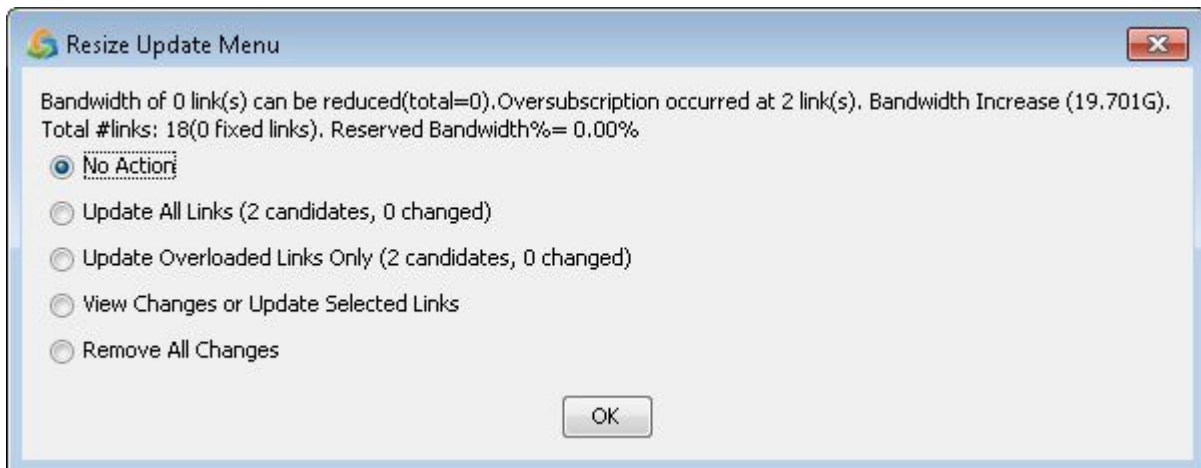 Resize Update Menu
Bandwidth of 0 link(s) can be reduced(total=0).Oversubscription occurred at 2 link(s). Bandwidth Increase (19.701G).
Total #links: 18(0 fixed links). Reserved Bandwidth%= 0.00%
No Action
Update All Links (2 candidates, 0 changed)
Update Overloaded Links Only (2 candidates, 0 changed)
View Changes or Update Selected Links
Remove All Changes
OK